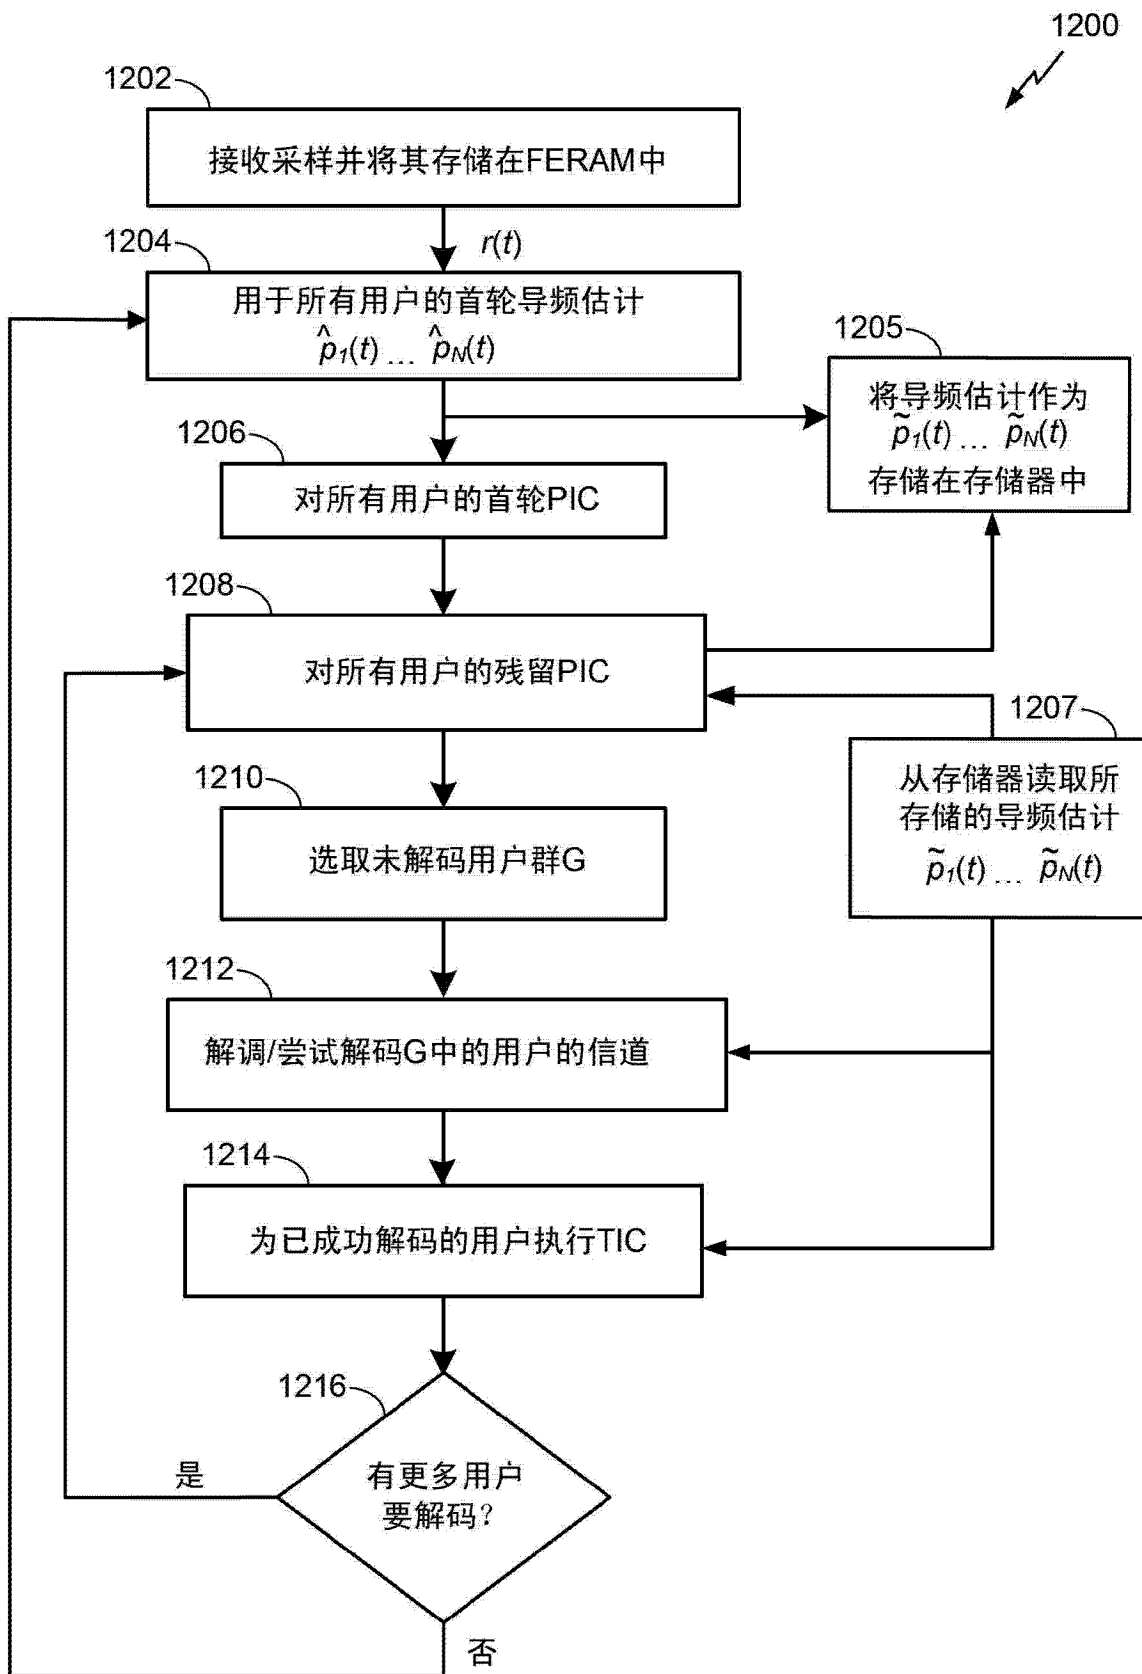 1200
1202
接收采样并将其存储在FERAM中
r(t)
1204
用于所有用户的首轮导频估计
p̂₁(t) ... p̂_N(t)
1205
将导频估计作为
p̃₁(t) ... p̃_N(t)
存储在存储器中
1206
对所有用户的首轮PIC
1208
对所有用户的残留PIC
1207
从存储器读取所
存储的导频估计
p̃₁(t) ... p̃_N(t)
1210
选取未解码用户群G
1212
解调/尝试解码G中的用户的信道
1214
为已成功解码的用户执行TIC
1216
有更多用户
要解码？
是
否